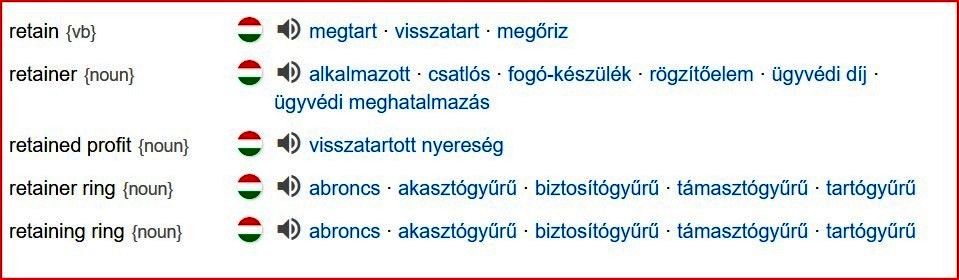 retain {vb} megtart · visszatart · megőriz
retainer {noun} alkalmazott · csatlós · fogó-készülék · rögzítőelem · ügyvédi díj ·
ügyvédi meghatalmazás
retained profit {noun} visszatartott nyereség
retainer ring {noun} abroncs · akasztógyűrű · biztosítógyűrű · támasztógyűrű · tartógyűrű
retaining ring {noun} abroncs · akasztógyűrű · biztosítógyűrű · támasztógyűrű · tartógyűrű